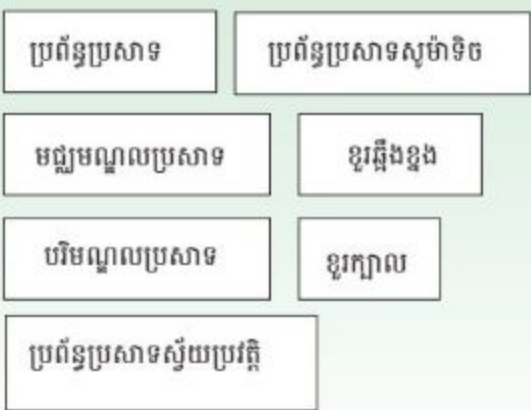 ប្រព័ន្ធប្រសាទ
ប្រព័ន្ធប្រសាទសូម៉ាទិច
មជ្ឈមណ្ឌលប្រសាទ
ខួរឆ្អឹងខ្នង
បរិមណ្ឌលប្រសាទ
ខួរក្បាល
ប្រព័ន្ធប្រសាទស្វ័យប្រវត្តិ